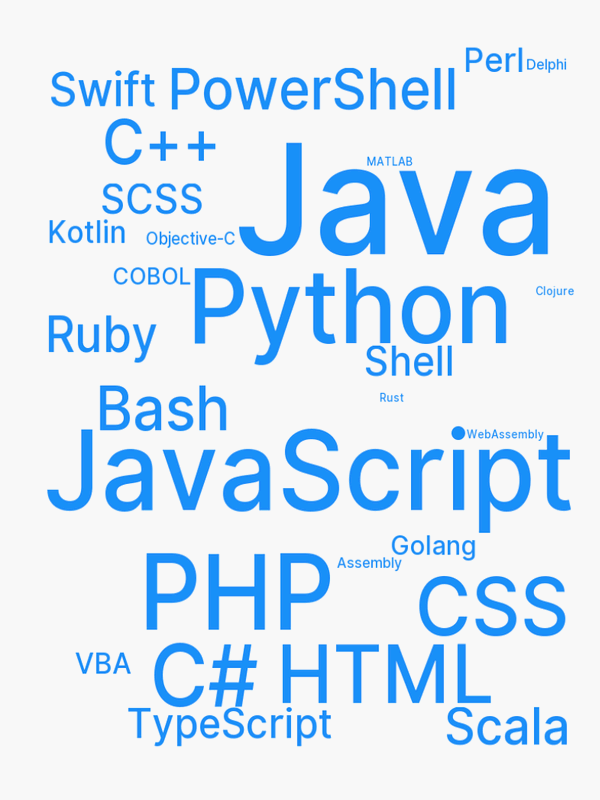 Perl Delphi
Swift PowerShell
C++
MATLAB
Java
SCSS
Kotlin Objective-C
COBOL
Python
Clojure
Ruby
Shell
Rust
Bash
WebAssembly
JavaScript
Golang
Assembly
PHP
CSS
VBA
C# HTML
TypeScript
Scala